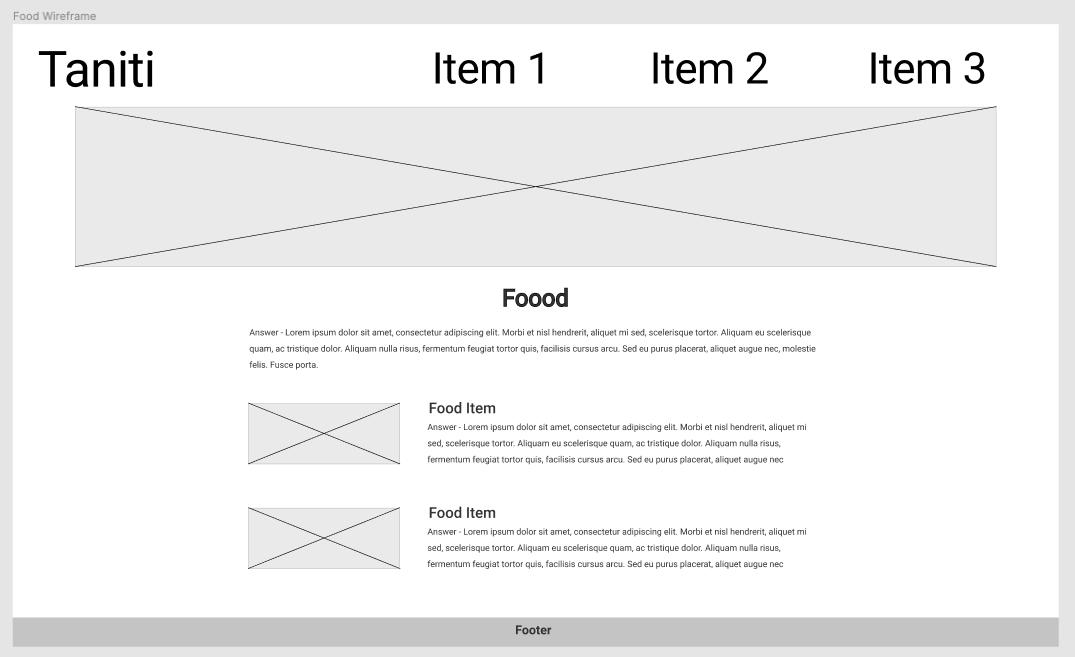 Food Wireframe
Taniti Item 1 Item 2 Item 3
Foood
Answer - Lorem ipsum dolor sit amet, consectetur adipiscing elit. Morbi et nisl hendrerit, aliquet mi sed, scelerisque tortor. Aliquam eu scelerisque
quam, ac tristique dolor. Aliquam nulla risus, fermentum feugiat tortor quis, facilisis cursus arcu. Sed eu purus placerat, aliquet augue nec, molestie
felis. Fusce porta.
Food Item
Answer - Lorem ipsum dolor sit amet, consectetur adipiscing elit. Morbi et nisl hendrerit, aliquet mi
sed, scelerisque tortor. Aliquam eu scelerisque quam, ac tristique dolor. Aliquam nulla risus,
fermentum feugiat tortor quis, facilisis cursus arcu. Sed eu purus placerat, aliquet augue nec
Food Item
Answer - Lorem ipsum dolor sit amet, consectetur adipiscing elit. Morbi et nisl hendrerit, aliquet mi
sed, scelerisque tortor. Aliquam eu scelerisque quam, ac tristique dolor. Aliquam nulla risus,
fermentum feugiat tortor quis, facilisis cursus arcu. Sed eu purus placerat, aliquet augue nec
Footer